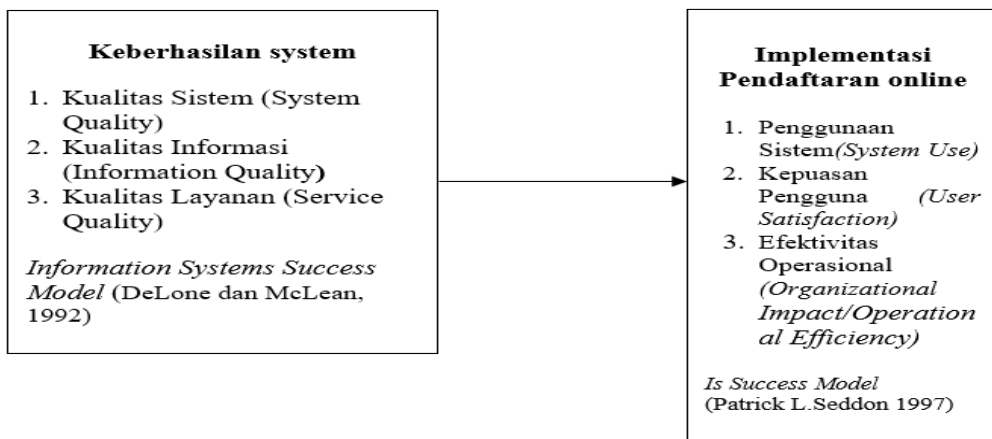 Keberhasilan system
1. Kualitas Sistem (System
Quality)
2. Kualitas Informasi
(Information Quality)
3. Kualitas Layanan (Service
Quality)
Information Systems Success
Model (DeLone dan McLean,
1992)
Implementasi
Pendaftaran online
1. Penggunaan
Sistem(System Use)
2. Kepuasan
Pengguna (User
Satisfaction)
3. Efektivitas
Operasional
(Organizational
Impact/Operation
al Efficiency)
Is Success Model
(Patrick L.Seddon 1997)